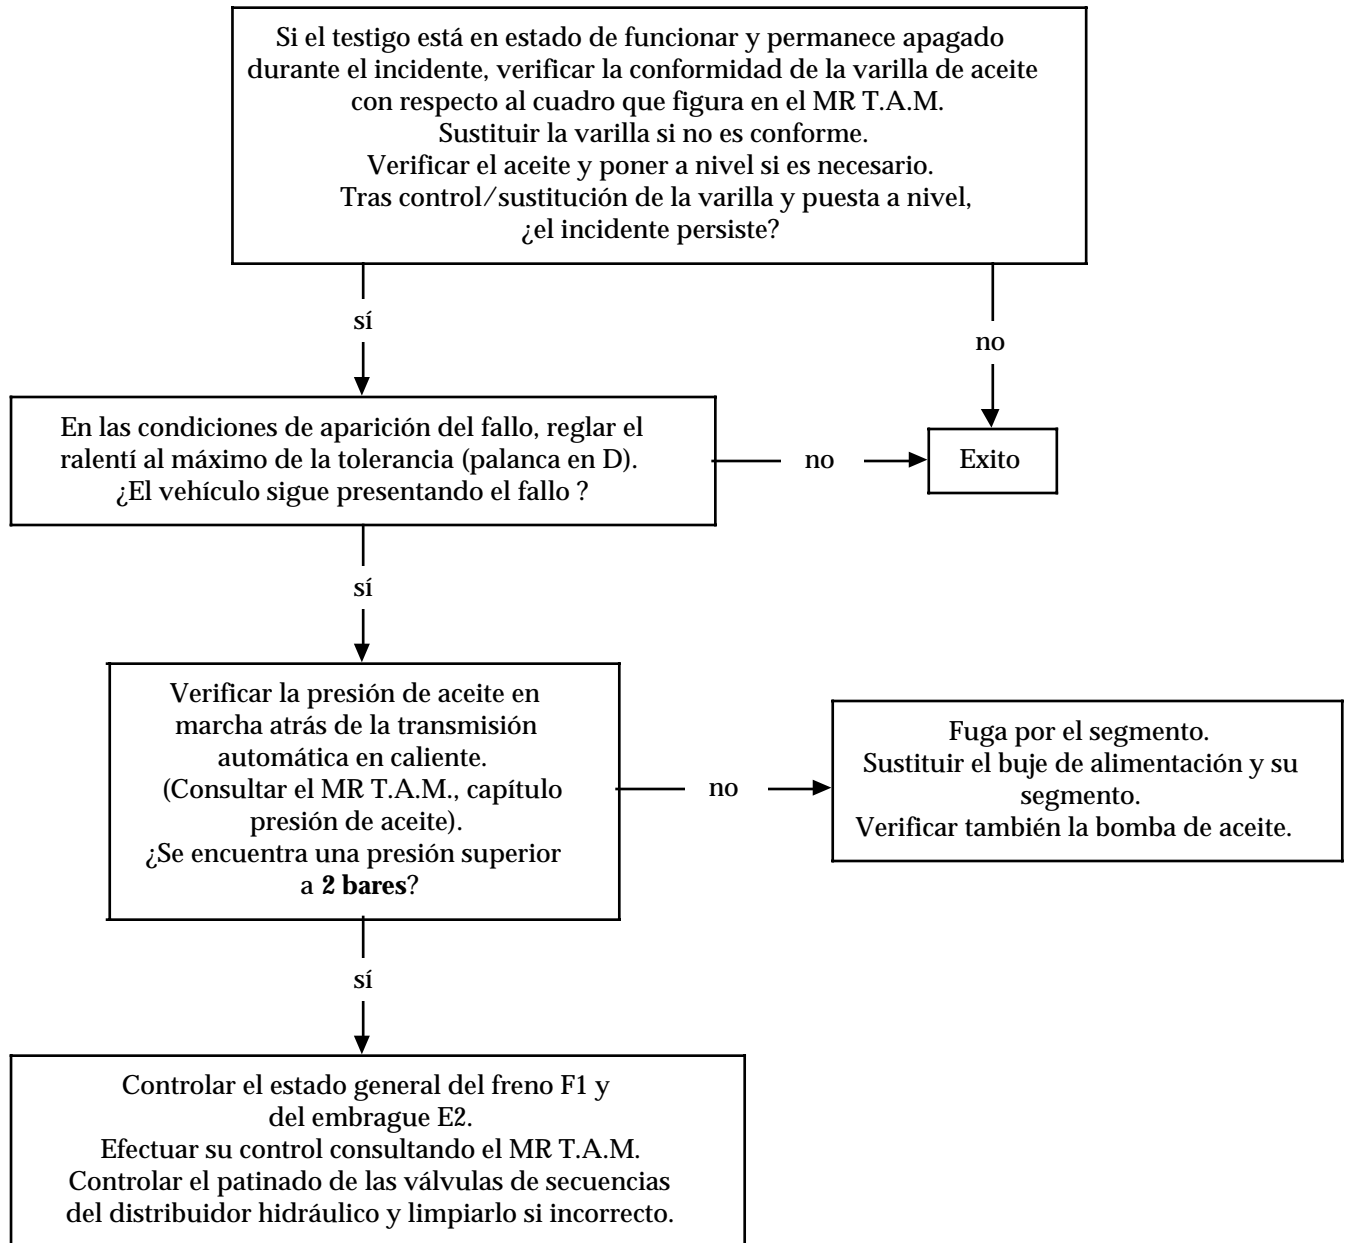 Si el testigo está en estado de funcionar y permanece apagado
durante el incidente, verificar la conformidad de la varilla de aceite
con respecto al cuadro que figura en el MR T.A.M.
Sustituir la varilla si no es conforme.
Verificar el aceite y poner a nivel si es necesario.
Tras control/sustitución de la varilla y puesta a nivel,
¿el incidente persiste?
sí
no
En las condiciones de aparición del fallo, reglar el
ralentí al máximo de la tolerancia (palanca en D).
¿El vehículo sigue presentando el fallo ?
no
Exito
sí
Verificar la presión de aceite en
marcha atrás de la transmisión
automática en caliente.
(Consultar el MR T.A.M., capítulo
presión de aceite).
¿Se encuentra una presión superior
a 2 bares?
no
Fuga por el segmento.
Sustituir el buje de alimentación y su
segmento.
Verificar también la bomba de aceite.
sí
Controlar el estado general del freno F1 y
del embrague E2.
Efectuar su control consultando el MR T.A.M.
Controlar el patinado de las válvulas de secuencias
del distribuidor hidráulico y limpiarlo si incorrecto.